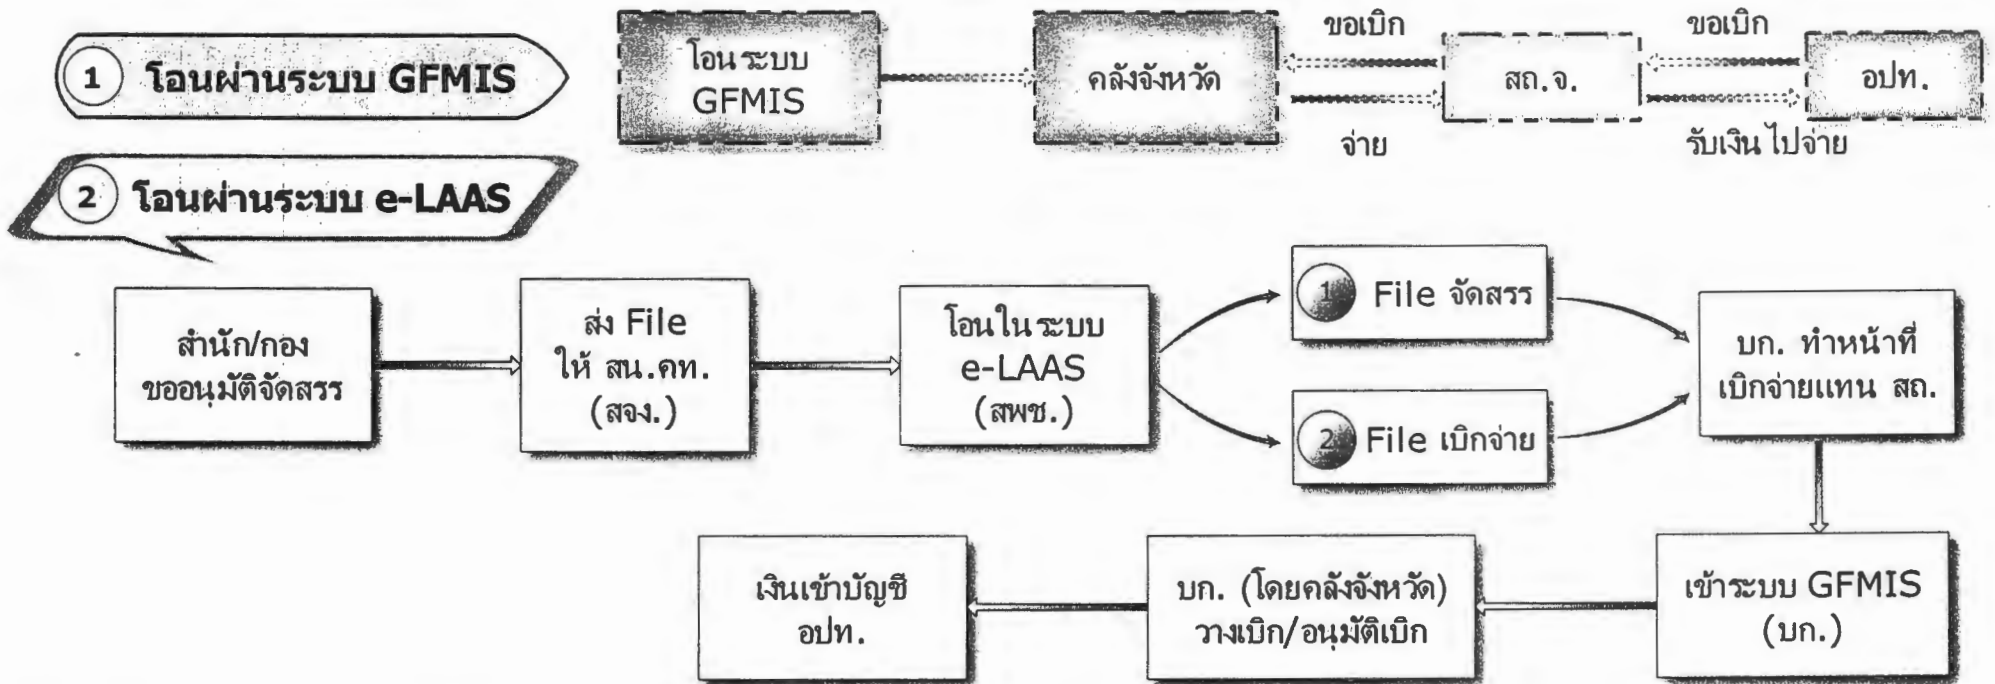 1 โอนผ่านระบบ GFMIS
โอนระบบ
GFMIS
คลังจังหวัด
ขอเบิก
จ่าย
สถ.จ.
ขอเบิก
รับเงินไปจ่าย
อปท.
2 โอนผ่านระบบ e-LAAS
สำนัก/กอง
ขออนุมัติจัดสรร
ส่ง File
ให้ สน.คท.
(สจง.)
โอนในระบบ
e-LAAS
(สพช.)
1 File จัดสรร
2 File เบิกจ่าย
บก. ทำหน้าที่
เบิกจ่ายแทน สถ.
เข้าระบบ GFMIS
(บก.)
บก. (โดยคลังจังหวัด)
วางเบิก/อนุมัติเบิก
เงินเข้าบัญชี
อปท.